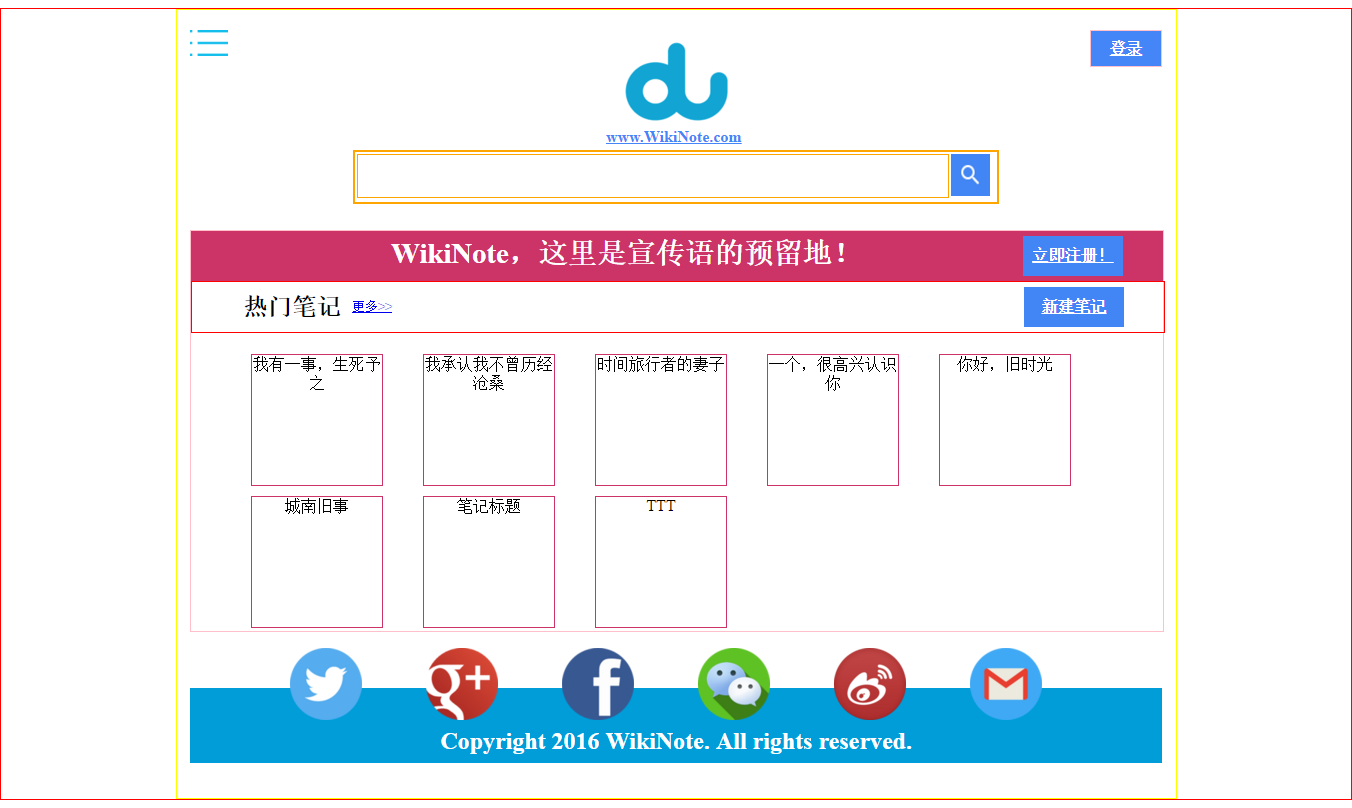 登录
www.WikiNote.com
WikiNote，这里是宣传语的预留地！
立即注册！
热门笔记 更多>>
新建笔记
我有一事，生死予
之
我承认我不曾历经
沧桑
时间旅行者的妻子
一个，很高兴认识
你
你好，旧时光
城南旧事
笔记标题
TTT
Copyright 2016 WikiNote. All rights reserved.